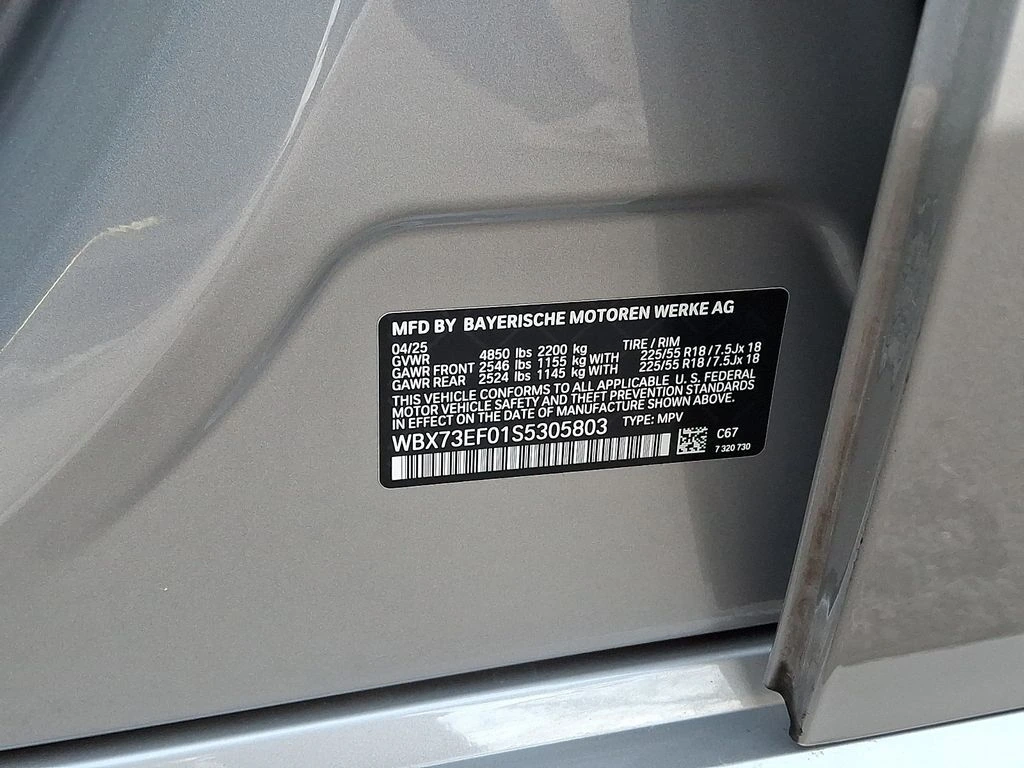 MFD BY BAYERISCHE MOTOREN WERKE AG
04/25 TIRE / RIM
GVWR 4850 lbs 2200 kg
GAWR FRONT 2546 lbs 1155 kg WITH 225/55 R18 / 7.5Jx 18
GAWR REAR 2524 lbs 1145 kg WITH 225/55 R18 / 7.5Jx 18
THIS VEHICLE CONFORMS TO ALL APPLICABLE U. S. FEDERAL
MOTOR VEHICLE SAFETY AND THEFT PREVENTION STANDARDS
IN EFFECT ON THE DATE OF MANUFACTURE SHOWN ABOVE.
WBX73EF01S5305803 TYPE: MPV
C67
7 320 730